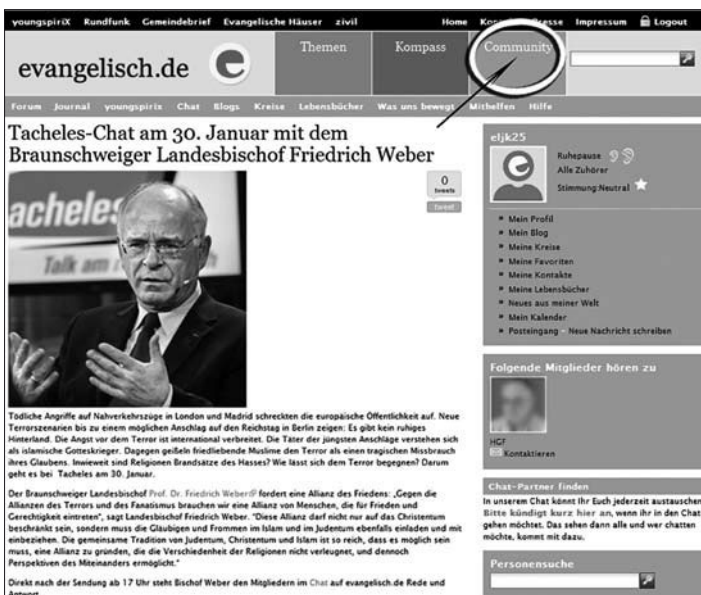 youngspiriX Rundfunk Gemeindebrief Evangelische Häuser zivil Home Presse Impressum Logout
evangelisch.de
Themen Kompass Community
Forum Journal youngspirix Chat Blogs Kreise Lebensbücher Was uns bewegt Mithelfen Hilfe
Tacheles-Chat am 30. Januar mit dem
Braunschweiger Landesbischof Friedrich Weber
0
tweets
tweet
acheles
Talk am
Tödliche Angriffe auf Nahverkehrszüge in London und Madrid schreckten die europäische Öffentlichkeit auf. Neue
Terrorszenarien bis zu einem möglichen Anschlag auf den Reichstag in Berlin zeigen: Es gibt kein ruhiges
Hinterland. Die Angst vor dem Terror ist international verbreitet. Die Täter der jüngsten Anschläge verstehen sich
als islamische Gotteskrieger. Dagegen geißeln friedliebende Muslime den Terror als einen tragischen Missbrauch
ihres Glaubens. Inwieweit sind Religionen Brandsätze des Hasses? Wie lässt sich dem Terror begegnen? Darum
geht es bei Tacheles am 30. Januar.
Der Braunschweiger Landesbischof Prof. Dr. Friedrich Weber fordert eine Allianz des Friedens: „Gegen die
Allianzen des Terrors und des Fanatismus brauchen wir eine Allianz von Menschen, die für Frieden und
Gerechtigkeit eintreten", sagt Landesbischof Friedrich Weber. "Diese Allianz darf nicht nur auf das Christentum
beschränkt sein, sondern muss die Gläubigen und Frommen im Islam und im Judentum ebenfalls einladen und mit
einbeziehen. Die gemeinsame Tradition von Judentum, Christentum und Islam ist so reich, dass es möglich sein
muss, eine Allianz zu gründen, die die Verschiedenheit der Religionen nicht verleugnet, und dennoch
Perspektiven des Miteinanders ermöglicht."
Direkt nach der Sendung ab 17 Uhr steht Bischof Weber den Mitgliedern im Chat auf evangelisch.de Rede und
Antwort.
eljk25
Ruhepause
Alle Zuhörer
Stimmung:Neutral
» Mein Profil
» Mein Blog
» Meine Kreise
» Meine Favoriten
» Meine Kontakte
» Meine Lebensbücher
» Neues aus meiner Welt
» Mein Kalender
» Posteingang - Neue Nachricht schreiben
Folgende Mitglieder hören zu
HGF
Kontaktieren
Chat-Partner finden
In unserem Chat könnt Ihr Euch jederzeit austauschen.
Bitte kündigt kurz hier an, wenn ihr in den Chat
gehen möchtet. Das sehen dann alle und wer chatten
möchte, kommt mit dazu.
Personensuche